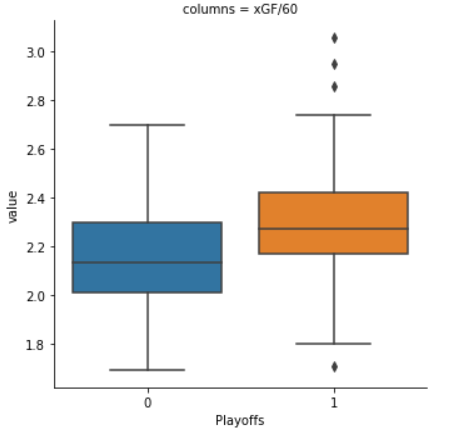 columns = xGF/60
3.0
2.8
2.6
2.4
2.2
2.0
1.8
value
0 1
Playoffs